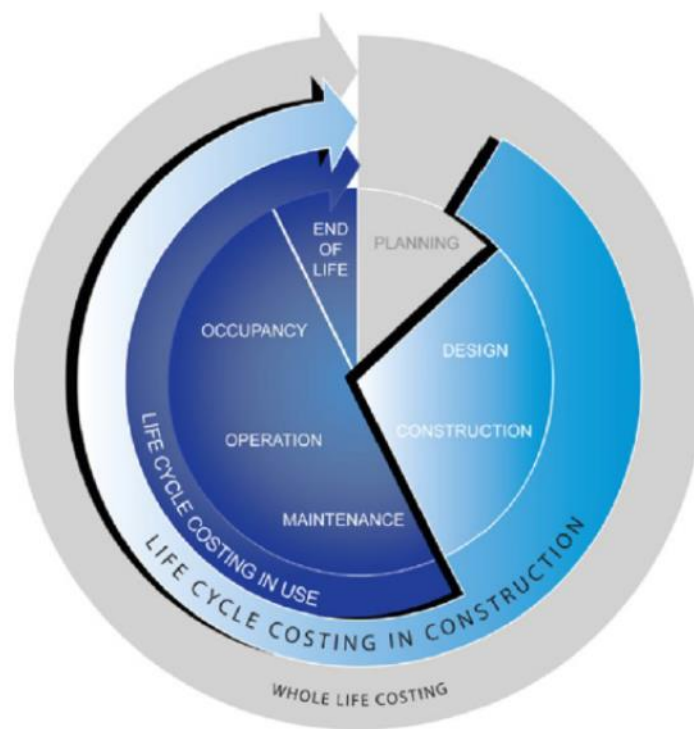 END
OF
LIFE
PLANNING
OCCUPANCY
DESIGN
OPERATION
CONSTRUCTION
MAINTENANCE
LIFE CYCLE COSTING IN USE
LIFE CYCLE COSTING IN CONSTRUCTION
WHOLE LIFE COSTING